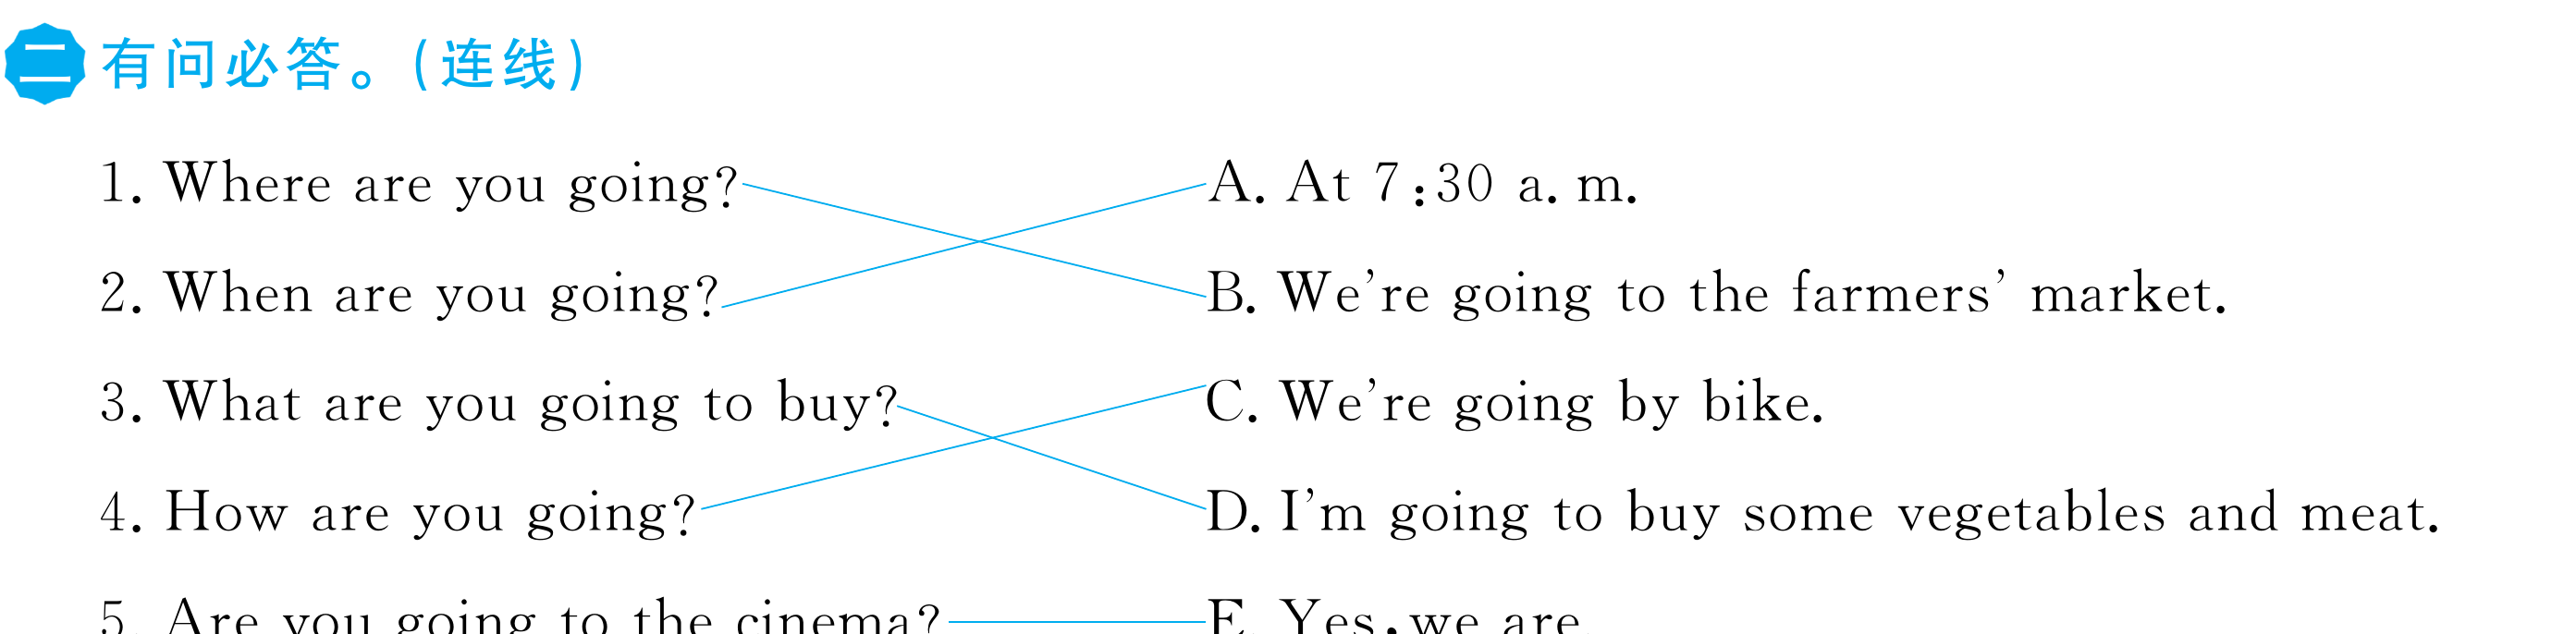 二 有问必答。(连线)
1. Where are you going?
A. At 7:30 a. m.
2. When are you going?
B. We're going to the farmers' market.
3. What are you going to buy?
C. We're going by bike.
4. How are you going?
D. I'm going to buy some vegetables and meat.
5. Are you going to the cinema?
E. Yes, we are.